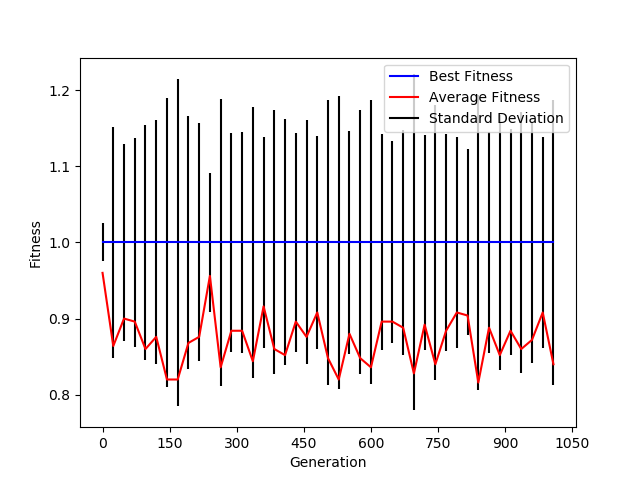 Best Fitness
Average Fitness
Standard Deviation
1.2
1.1
1.0
0.9
0.8
Fitness
0 150 300 450 600 750 900 1050
Generation